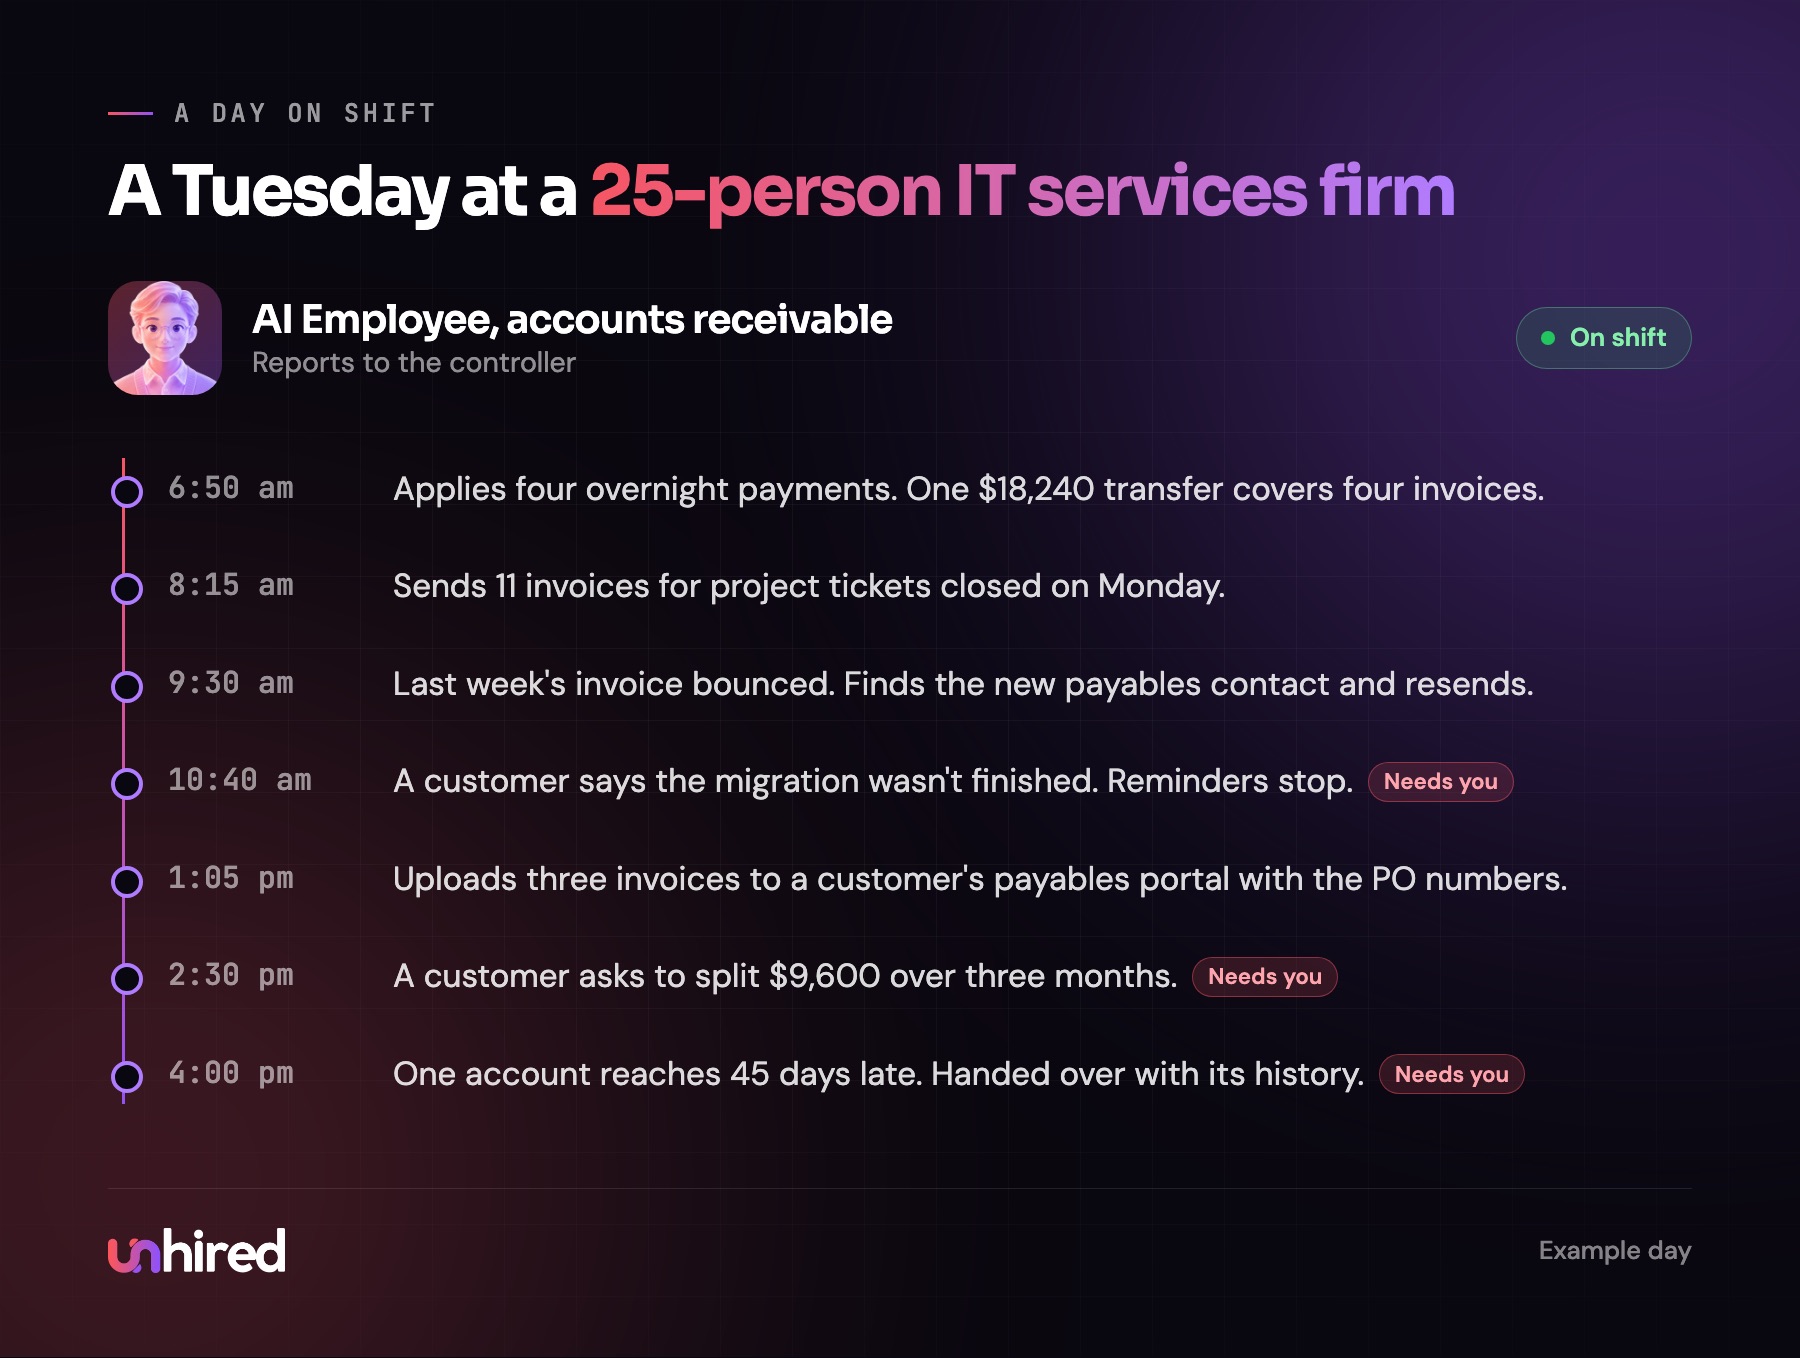 A DAY ON SHIFT
A Tuesday at a 25-person IT services firm
AI Employee, accounts receivable
Reports to the controller
On shift
6:50 am Applies four overnight payments. One $18,240 transfer covers four invoices.
8:15 am Sends 11 invoices for project tickets closed on Monday.
9:30 am Last week's invoice bounced. Finds the new payables contact and resends.
10:40 am A customer says the migration wasn't finished. Reminders stop. Needs you
1:05 pm Uploads three invoices to a customer's payables portal with the PO numbers.
2:30 pm A customer asks to split $9,600 over three months. Needs you
4:00 pm One account reaches 45 days late. Handed over with its history. Needs you
unhired
Example day